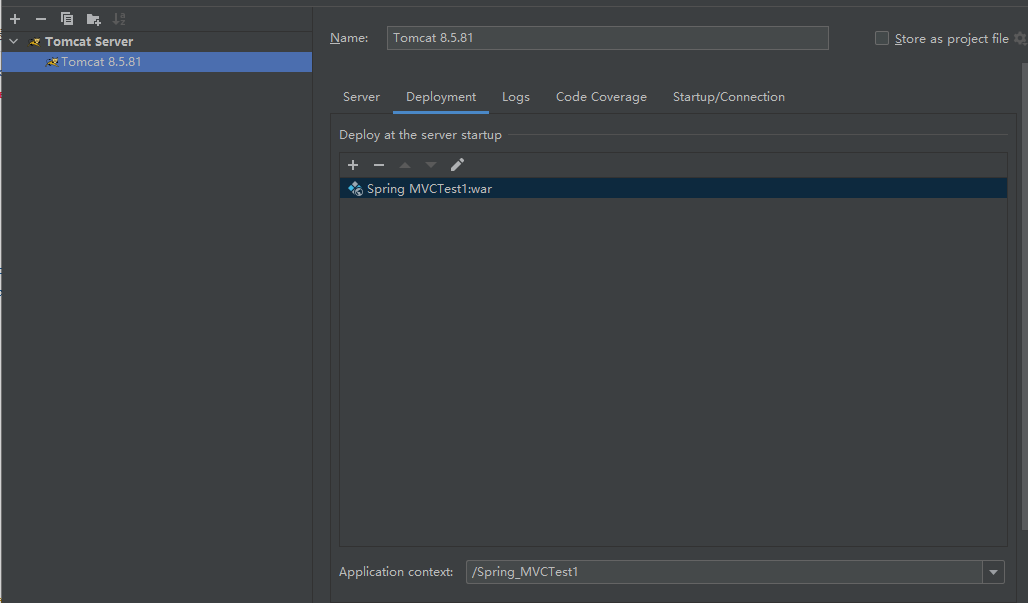 Tomcat Server
Tomcat 8.5.81
Name: Tomcat 8.5.81 Store as project file
Server Deployment Logs Code Coverage Startup/Connection
Deploy at the server startup
Spring MVCTest1:war
Application context: /Spring_MVCTest1